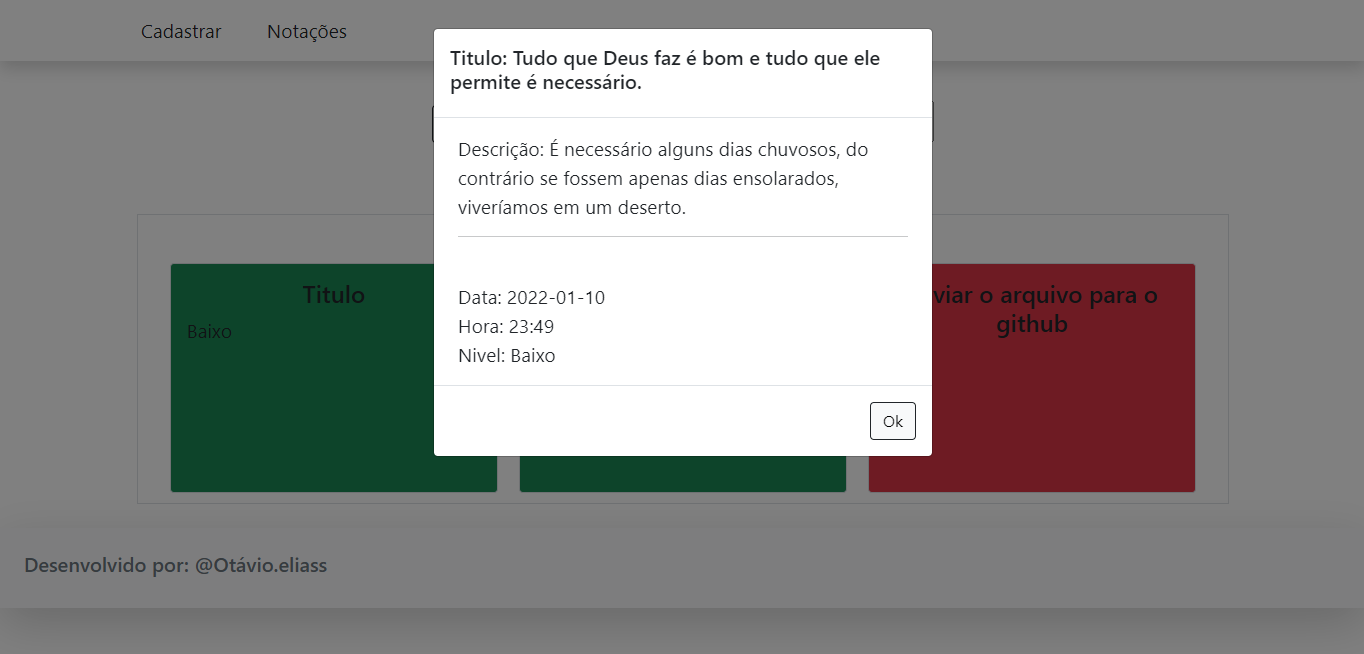 Cadastrar Notações
Titulo: Tudo que Deus faz é bom e tudo que ele
permite é necessário.
Descrição: É necessário alguns dias chuvosos, do
contrário se fossem apenas dias ensolarados,
viveríamos em um deserto.
Titulo
Baixo
viar o arquivo para o
github
Data: 2022-01-10
Hora: 23:49
Nivel: Baixo
Ok
Desenvolvido por: @Otávio.eliass